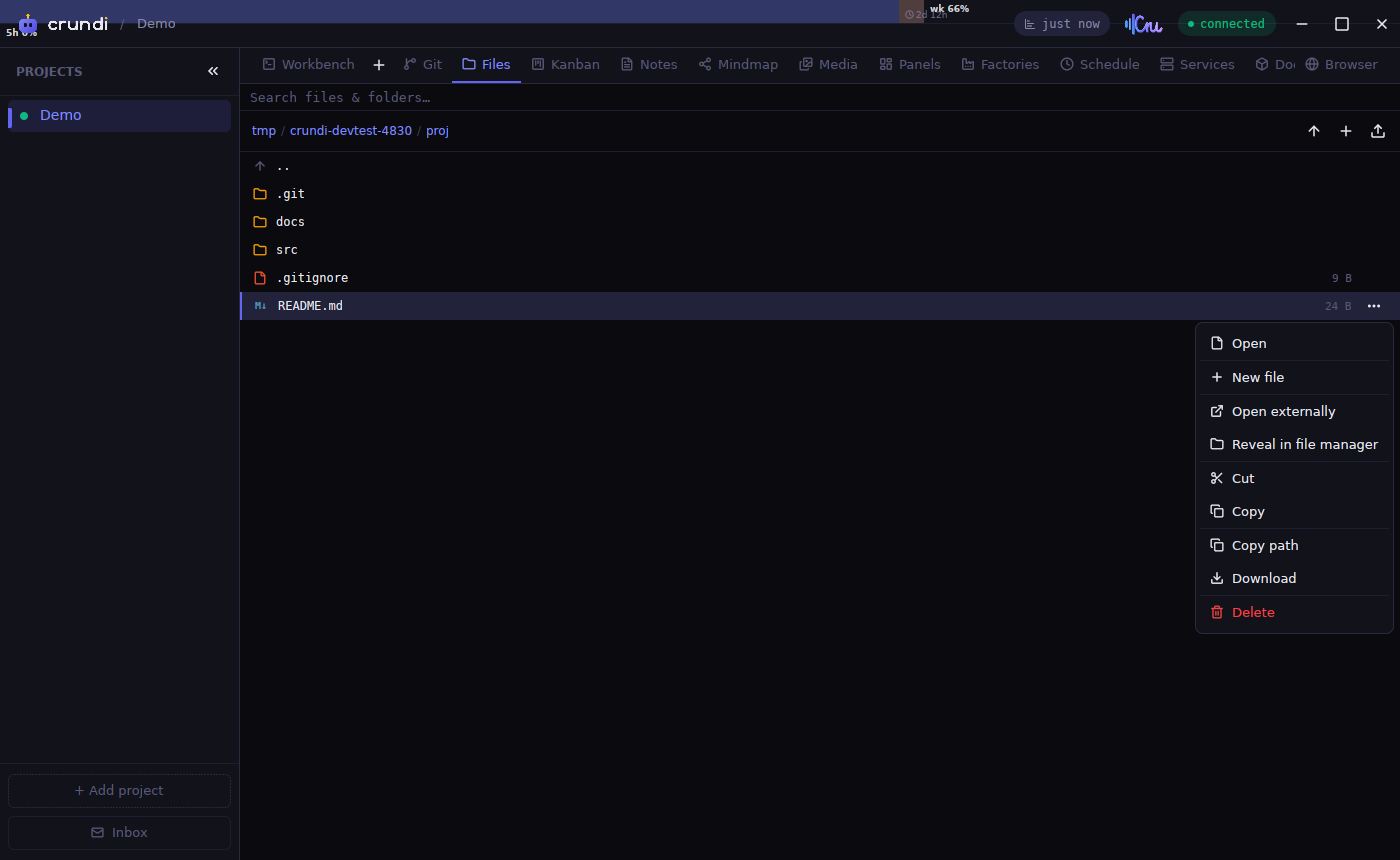 5h
wk 66%
2d 12h
crundi / Demo
just now
Cru
connected
PROJECTS
Demo
Workbench
Git
Files
Kanban
Notes
Mindmap
Media
Panels
Factories
Schedule
Services
Browser
Search files & folders…
tmp / crundi-devtest-4830 / proj
..
.git
docs
src
.gitignore 9 B
M↓ README.md 24 B
Open
New file
Open externally
Reveal in file manager
Cut
Copy
Copy path
Download
Delete
+ Add project
Inbox